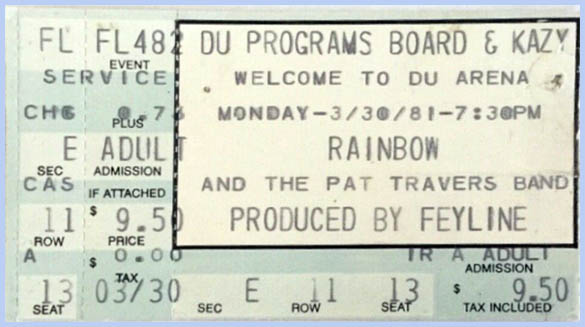 FL FL482 DU PROGRAMS BOARD & KAZY
EVENT
SERVICE WELCOME TO DU ARENA
CHG 0.7 MONDAY-3/30/81-7:30PM
PLUS
E ADULT RAINBOW
SEC ADMISSION
CAS IF ATTACHED AND THE PAT TRAVERS BAND
11 $ 9.50 PRODUCED BY FEYLINE
ROW PRICE
A $ 0.00 TR A ADULT
TAX ADMISSION
13 03/30 SEC E ROW 11 SEAT 13 $ 9.50
SEAT TAX INCLUDED